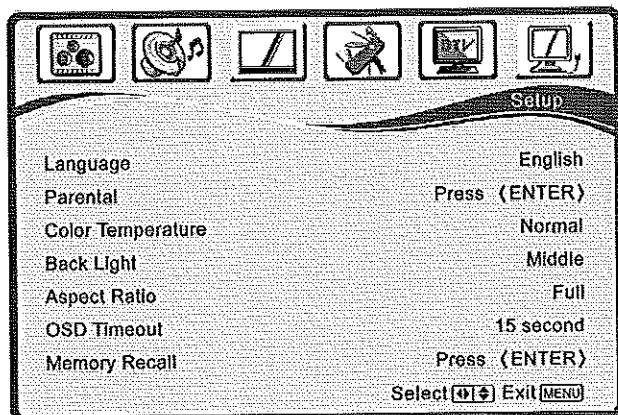 DTV
Setup
Language English
Parental Press ⟨ENTER⟩
Color Temperature Normal
Back Light Middle
Aspect Ratio Full
OSD Timeout 15 second
Memory Recall Press ⟨ENTER⟩
Select Exit MENU